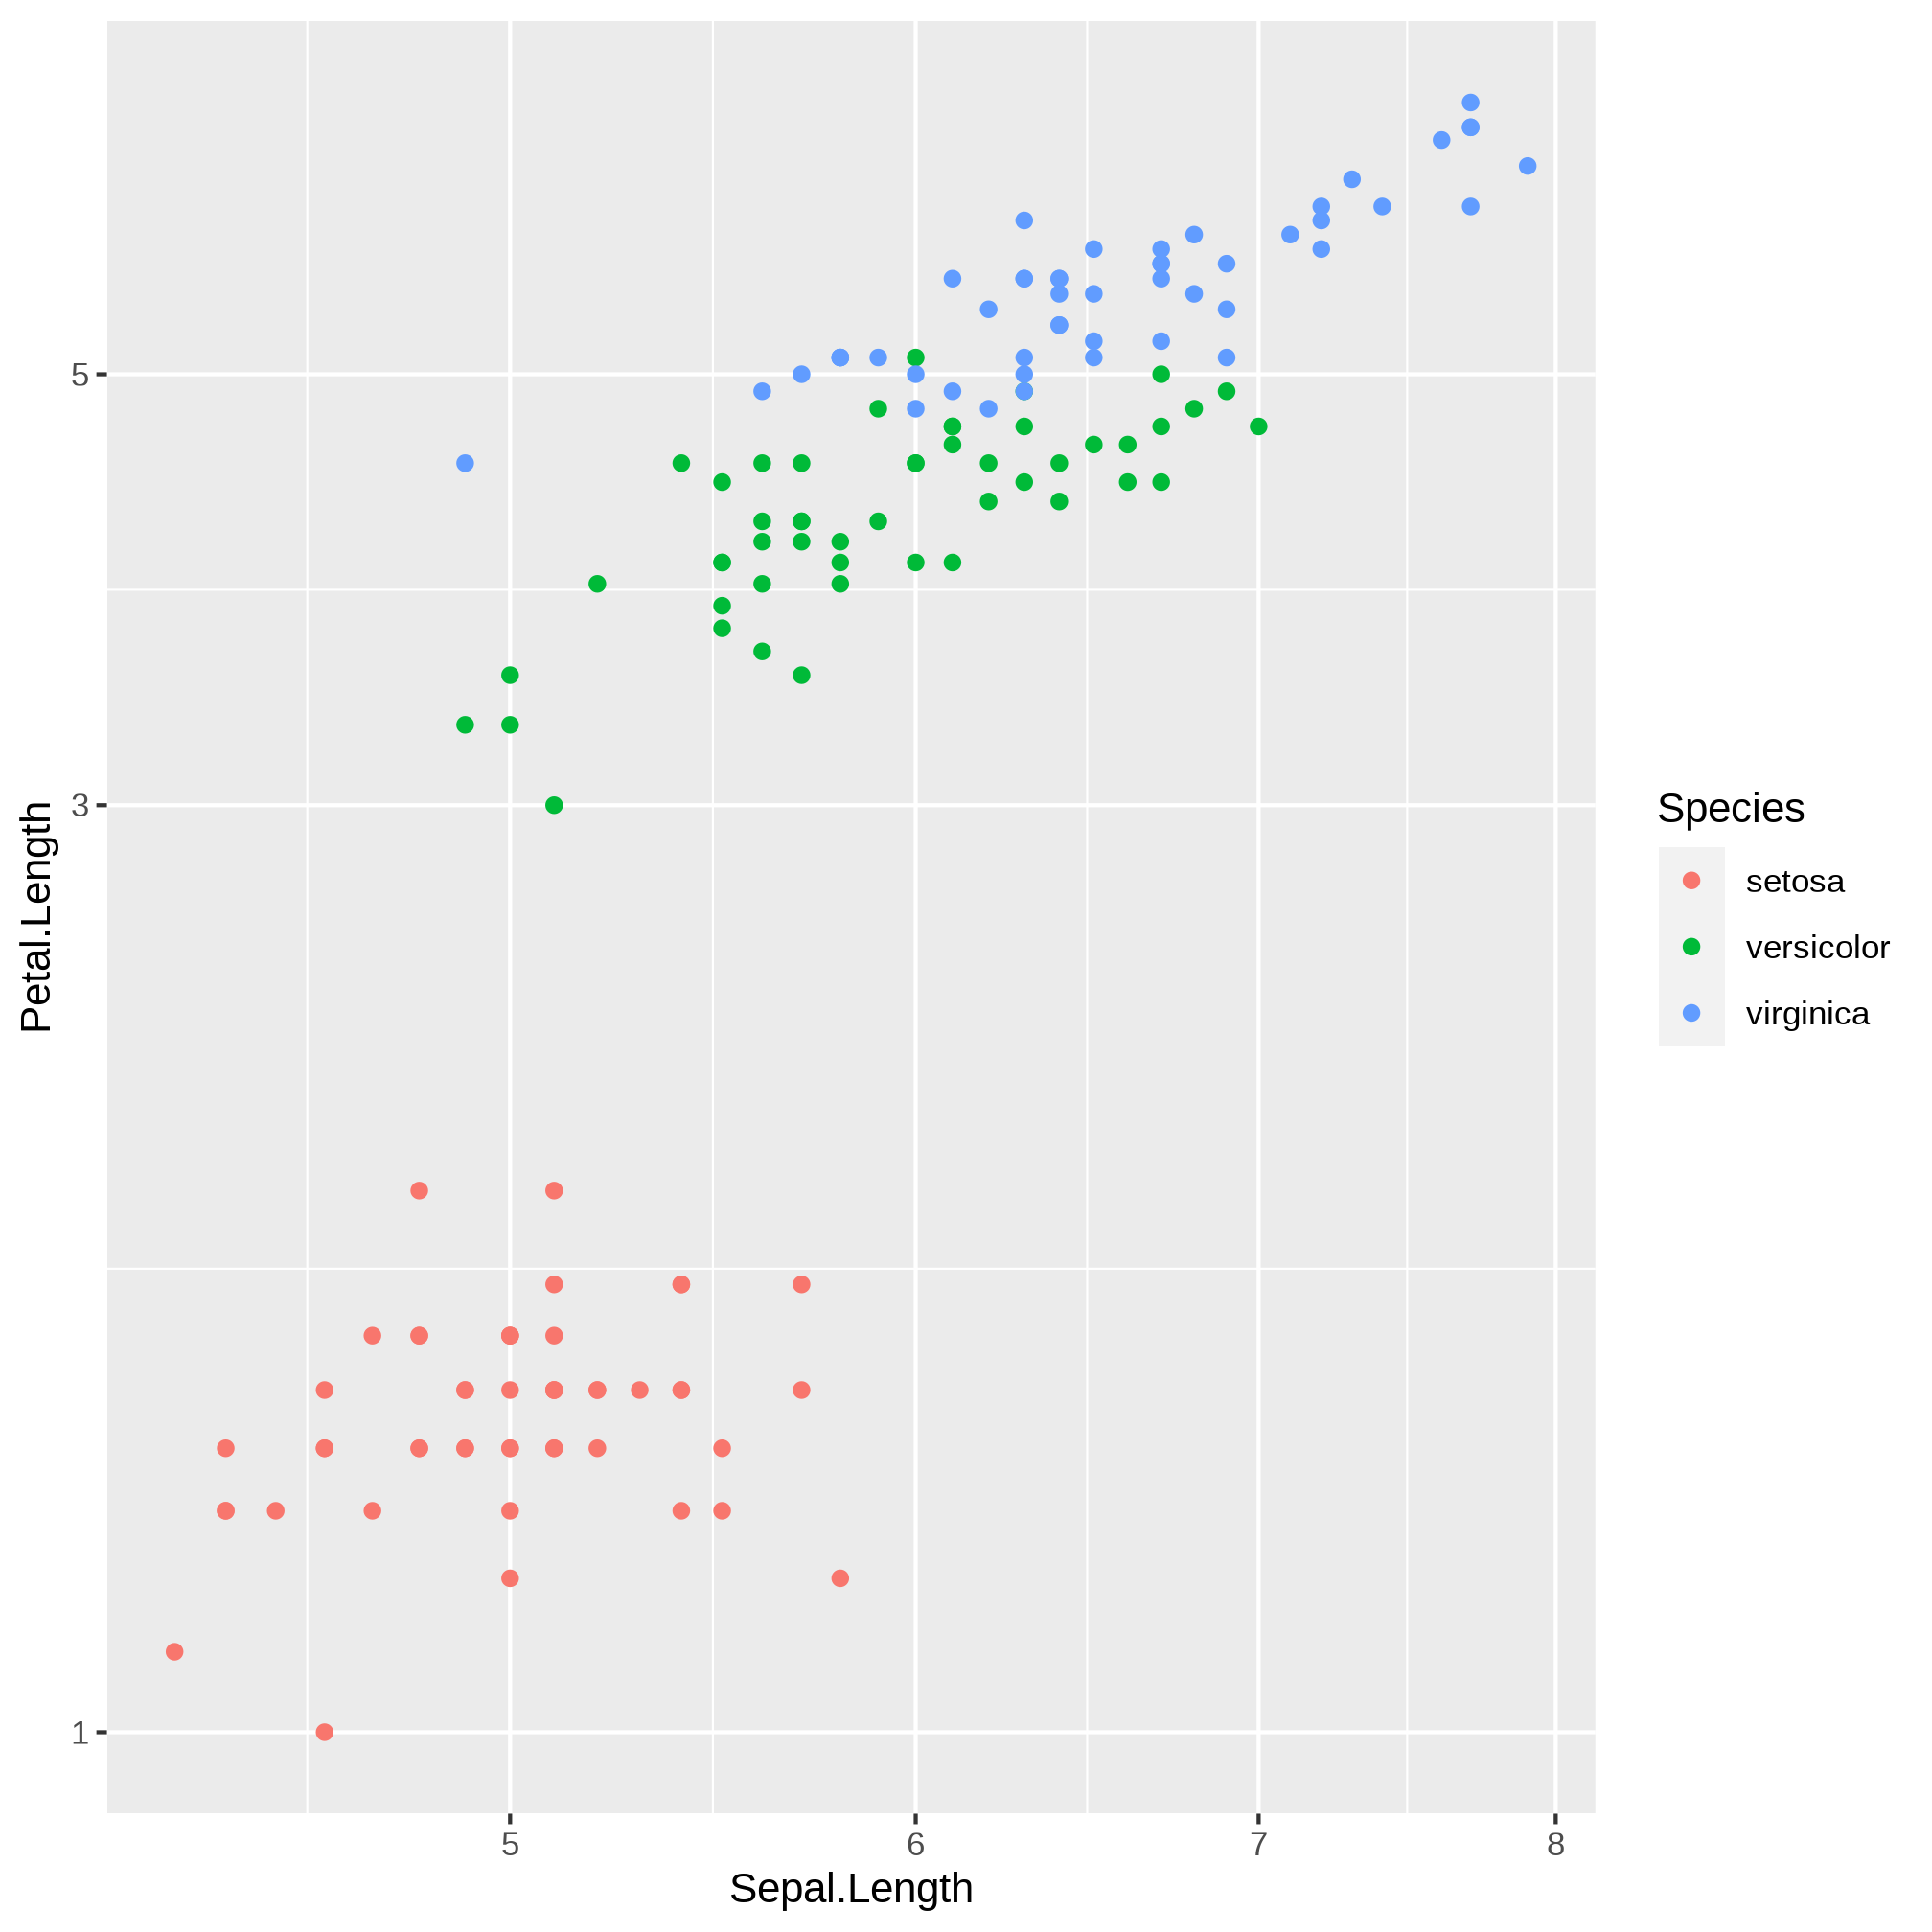 5
3
1
Petal.Length
5 6 7 8
Sepal.Length
Species
setosa
versicolor
virginica